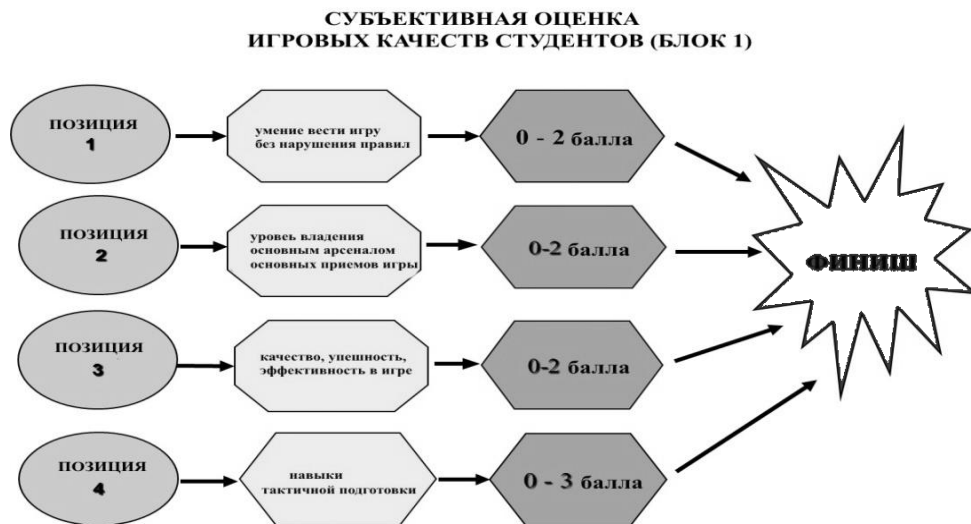 СУБЪЕКТИВНАЯ ОЦЕНКА
ИГРОВЫХ КАЧЕСТВ СТУДЕНТОВ (БЛОК 1)
ПОЗИЦИЯ
1
умение вести игру
без нарушения правил
0 - 2 балла
ПОЗИЦИЯ
2
уровеь владения
основным арсеналом
основных приемов игры
0-2 балла
ФИНИШ
ПОЗИЦИЯ
3
качество, упешность,
эффективность в игре
0-2 балла
ПОЗИЦИЯ
4
навыки
тактичной подготовки
0 - 3 балла